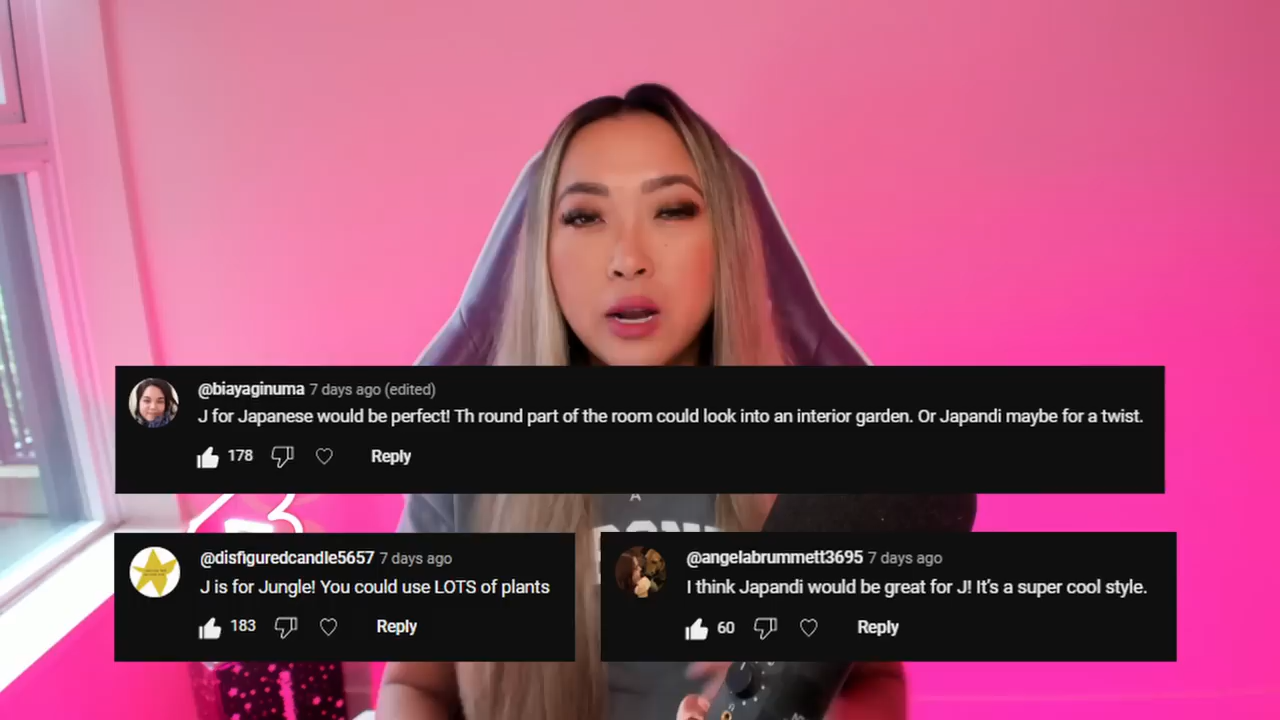 @biayaginuma 7 days ago (edited)
J for Japanese would be perfect! Th round part of the room could look into an interior garden. Or Japandi maybe for a twist.
178 Reply
A
@disfiguredcandle5657 7 days ago
J is for Jungle! You could use LOTS of plants
183 Reply
@angelabrummett3695 7 days ago
I think Japandi would be great for J! It's a super cool style.
60 Reply